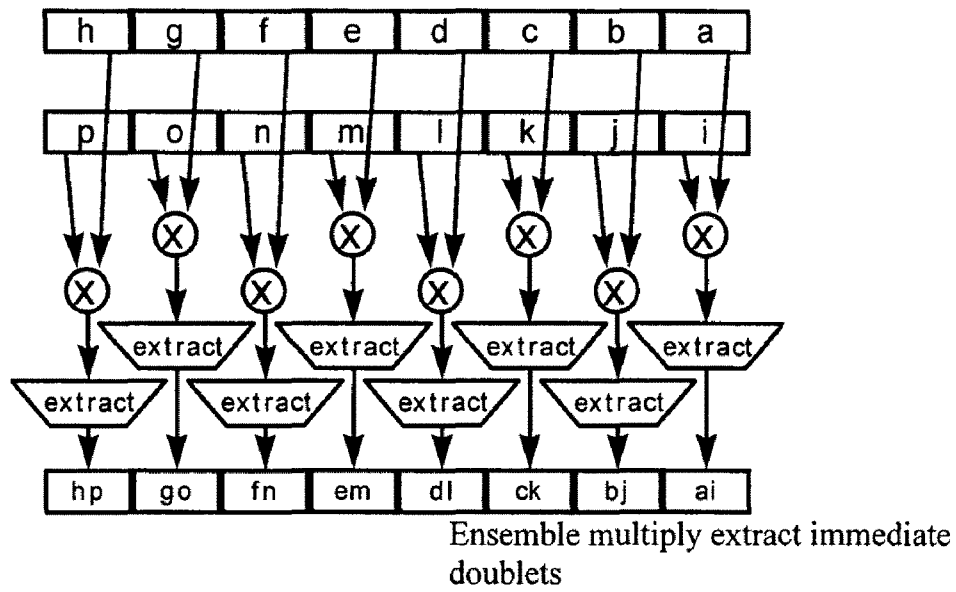 h g f e d c b a
p o n m l k j i
X X X X
X X X X
extract extract extract extract
extract extract extract extract
hp go fn em dl ck bj ai
Ensemble multiply extract immediate
doublets